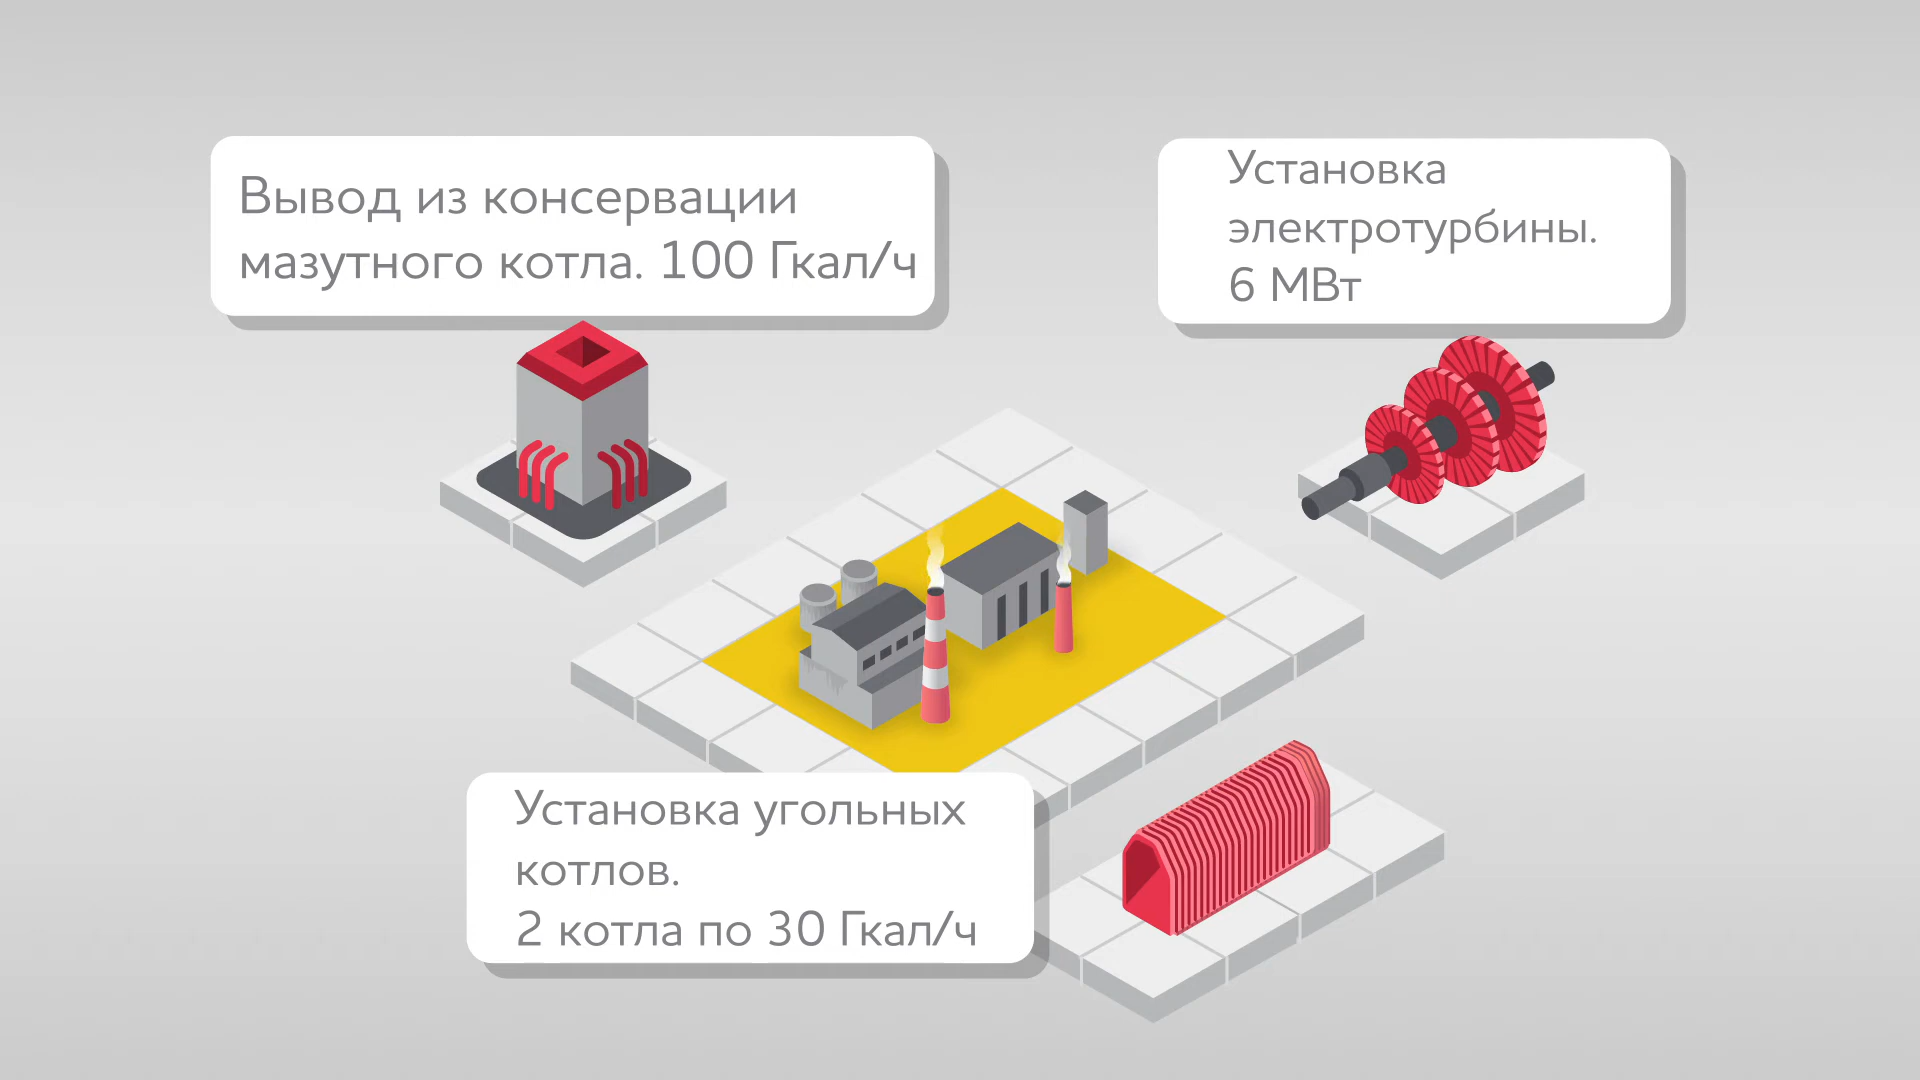 Вывод из консервации
мазутного котла. 100 Гкал/ч
Установка
электротурбины.
6 МВт
Установка угольных
котлов.
2 котла по 30 Гкал/ч